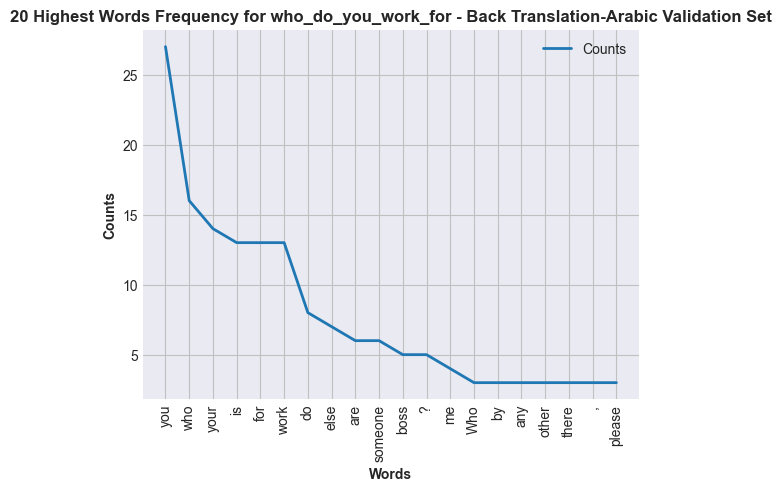 20 Highest Words Frequency for who_do_you_work_for - Back Translation-Arabic Validation Set
Counts
25
20
15
10
5
Counts
you
who
your
is
for
work
do
else
are
someone
boss
?
me
Who
by
any
other
there
,
please
Words